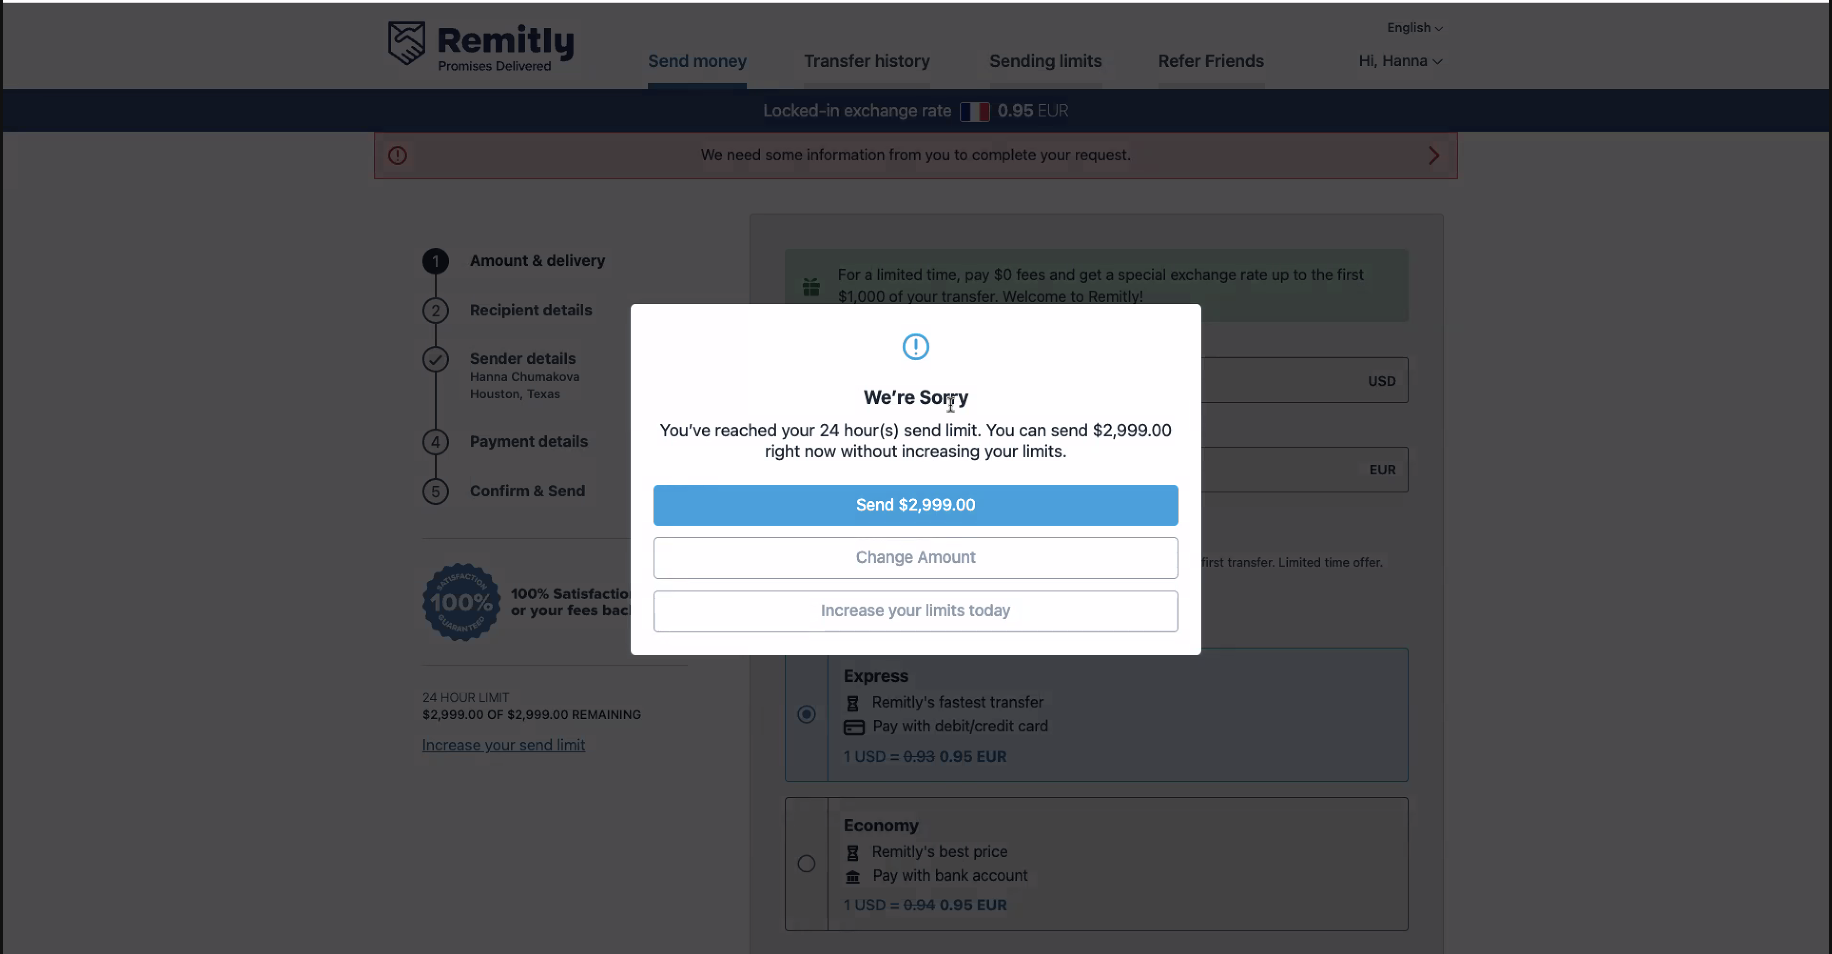 Remitly
Promises Delivered
Send money
Transfer history
Sending limits
Refer Friends
English
Hi, Hanna
Locked-in exchange rate 0.95 EUR
We need some information from you to complete your request.
1 Amount & delivery
2 Recipient details
Sender details
Hanna Chumakova
Houston, Texas
4 Payment details
5 Confirm & Send
SATISFACTION
100%
GUARANTEED
100% Satisfaction
or your fees bac
24 HOUR LIMIT
$2,999.00 OF $2,999.00 REMAINING
Increase your send limit
For a limited time, pay $0 fees and get a special exchange rate up to the first
$1,000 of your transfer. Welcome to Remitly!
USD
EUR
We're Sorry
You've reached your 24 hour(s) send limit. You can send $2,999.00
right now without increasing your limits.
Send $2,999.00
Change Amount
Increase your limits today
first transfer. Limited time offer.
Express
Remitly's fastest transfer
Pay with debit/credit card
1 USD = 0.93 0.95 EUR
Economy
Remitly's best price
Pay with bank account
1 USD = 0.94 0.95 EUR